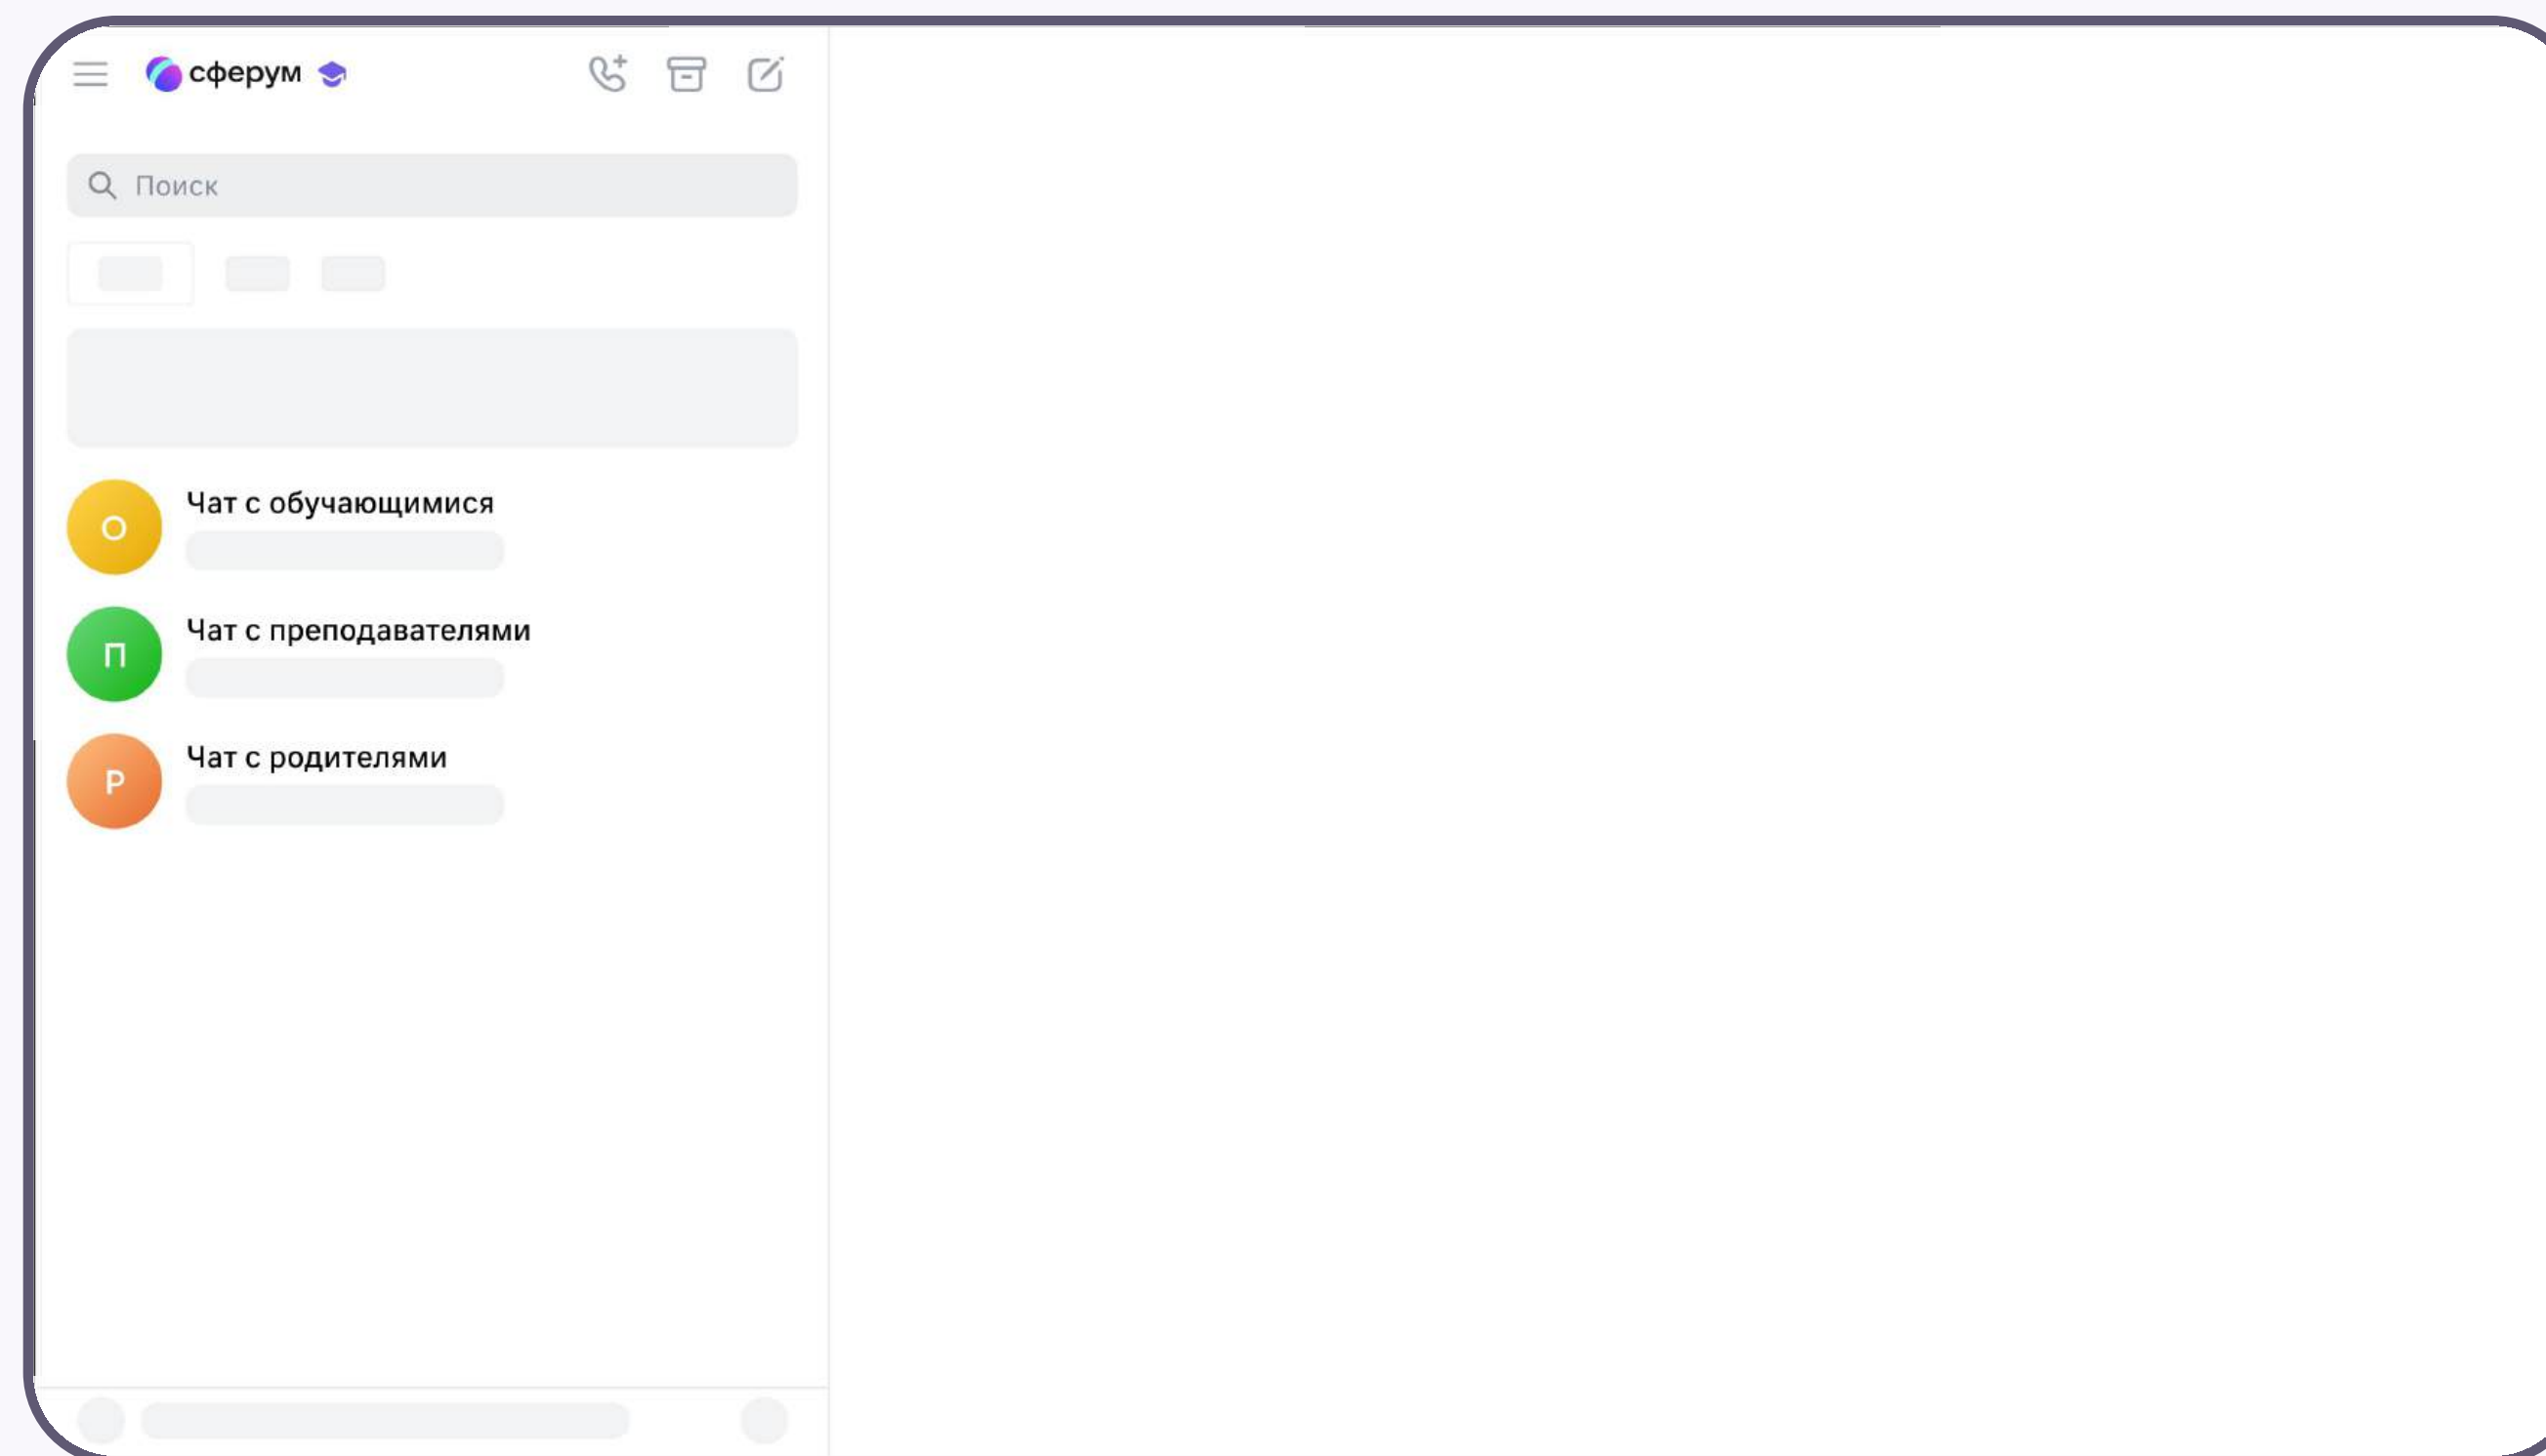 сферум
Поиск
О
Чат с обучающимися
П
Чат с преподавателями
Р
Чат с родителями